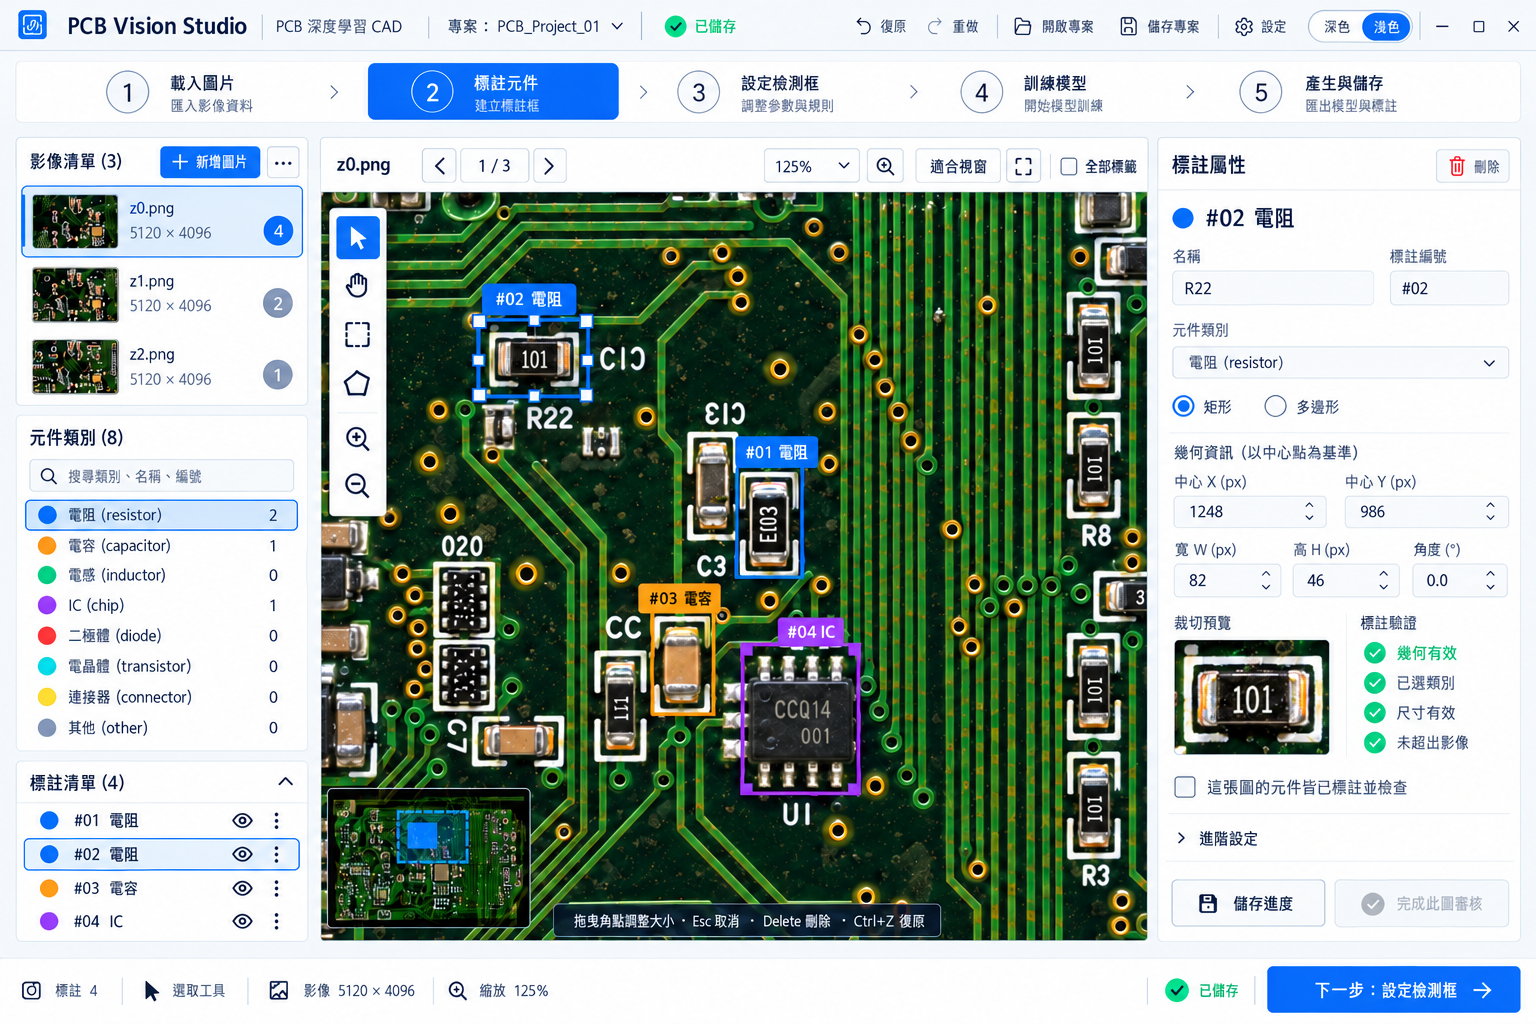 PCB Vision Studio
PCB 深度學習 CAD
專案： PCB_Project_01
已儲存
復原
重做
開啟專案
儲存專案
設定
深色
淺色
1
載入圖片
匯入影像資料
2
標註元件
建立標註框
3
設定檢測框
調整參數與規則
4
訓練模型
開始模型訓練
5
產生與儲存
匯出模型與標註
影像清單 (3)
新增圖片
z0.png
5120 × 4096
4
z1.png
5120 × 4096
2
z2.png
5120 × 4096
1
元件類別 (8)
搜尋類別、名稱、編號
電阻 (resistor) 2
電容 (capacitor) 1
電感 (inductor) 0
IC (chip) 1
二極體 (diode) 0
電晶體 (transistor) 0
連接器 (connector) 0
其他 (other) 0
標註清單 (4)
#01 電阻
#02 電阻
#03 電容
#04 IC
z0.png
1 / 3
125%
適合視窗
全部標籤
#02 電阻
101
C13
R22
C13
#01 電阻
E103
C3
020
#03 電容
CC
#04 IC
111
CCQ14
001
C7
U1
101
101
R8
3
101
101
R3
拖曳角點調整大小 · Esc 取消 · Delete 刪除 · Ctrl+Z 復原
標註屬性
刪除
#02 電阻
名稱
標註編號
R22
#02
元件類別
電阻 (resistor)
矩形
多邊形
幾何資訊（以中心點為基準）
中心 X (px)
中心 Y (px)
1248
986
寬 W (px)
高 H (px)
角度 (°)
82
46
0.0
裁切預覽
標註驗證
101
幾何有效
已選類別
尺寸有效
未超出影像
這張圖的元件皆已標註並檢查
進階設定
儲存進度
完成此圖審核
標註 4
選取工具
影像 5120 × 4096
縮放 125%
已儲存
下一步：設定檢測框